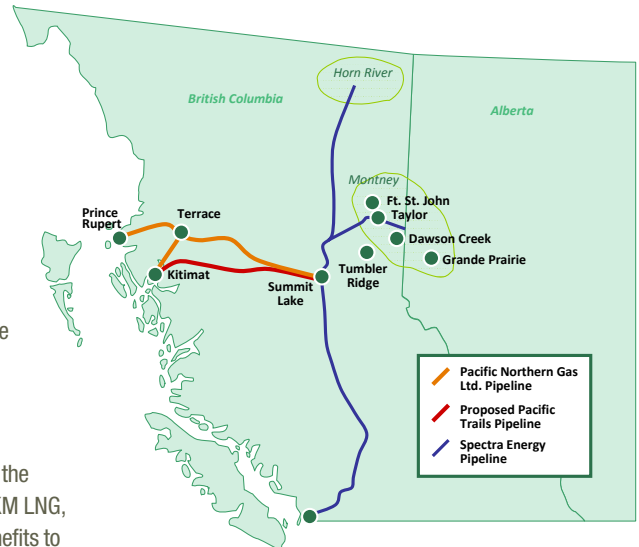 Horn River
British Columbia
Alberta
Montney
Ft. St. John
Taylor
Prince
Rupert
Terrace
Dawson Creek
Grande Prairie
Kitimat
Tumbler
Ridge
Summit
Lake
e
Pacific Northern Gas
Ltd. Pipeline
Proposed Pacific
Trails Pipeline
Spectra Energy
Pipeline
the
KM LNG,
nefits to